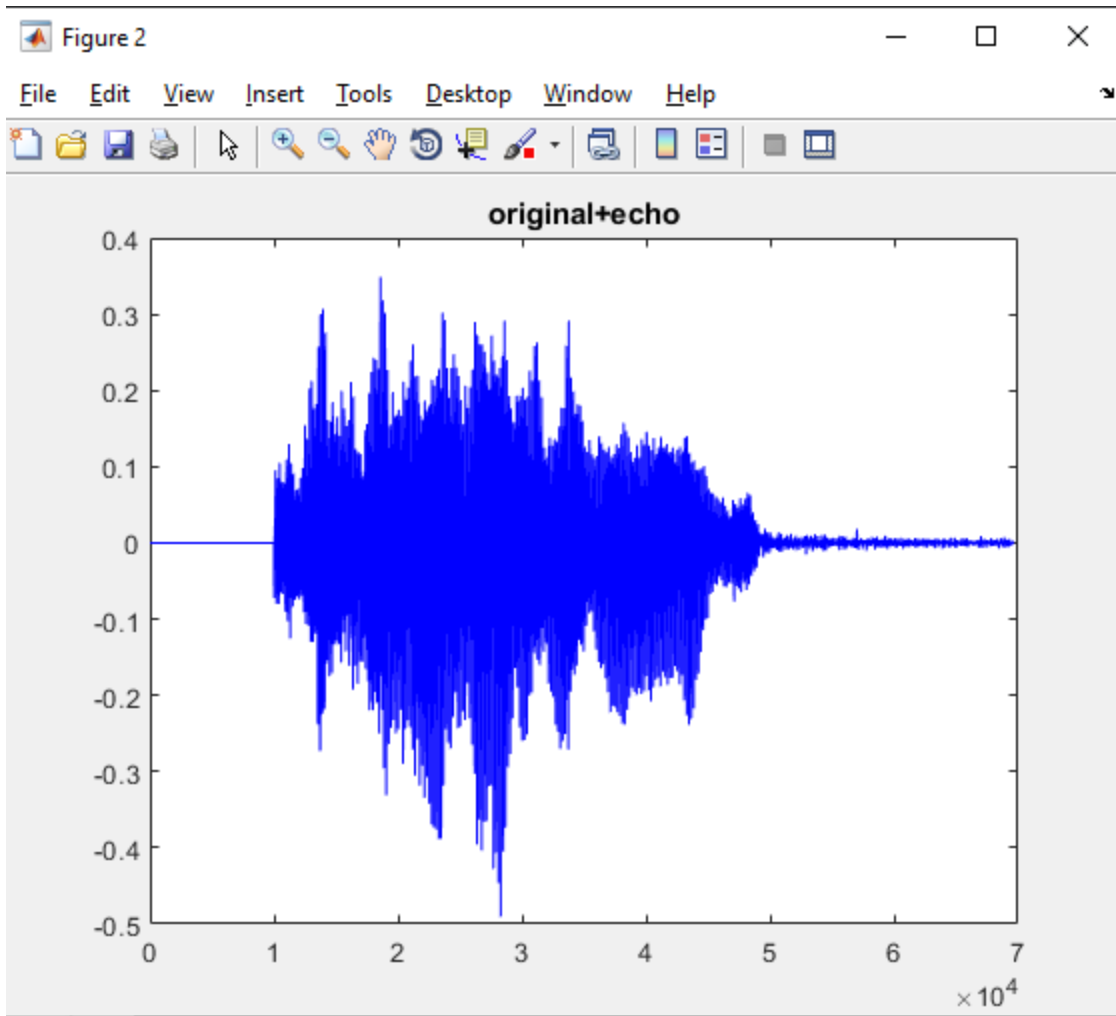 Figure 2
File Edit View Insert Tools Desktop Window Help
original+echo
0.4
0.3
0.2
0.1
0
-0.1
-0.2
-0.3
-0.4
-0.5
0 1 2 3 4 5 6 7
× 10⁴